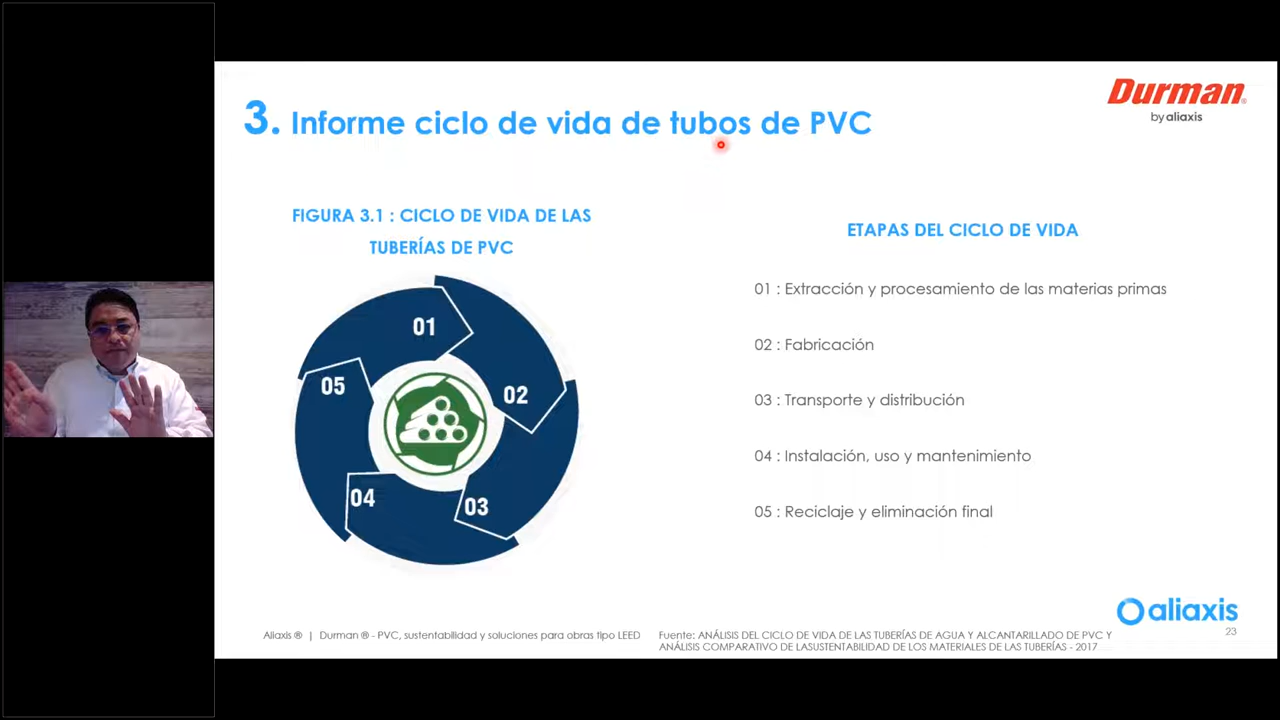 3. Informe ciclo de vida de tubos de PVC
Durman®
by aliaxis
FIGURA 3.1 : CICLO DE VIDA DE LAS
TUBERÍAS DE PVC
01
02
03
04
05
ETAPAS DEL CICLO DE VIDA
01 : Extracción y procesamiento de las materias primas
02 : Fabricación
03 : Transporte y distribución
04 : Instalación, uso y mantenimiento
05 : Reciclaje y eliminación final
aliaxis
23
Aliaxis ® | Durman ® - PVC, sustentabilidad y soluciones para obras tipo LEED
Fuente: ANÁLISIS DEL CICLO DE VIDA DE LAS TUBERÍAS DE AGUA Y ALCANTARILLADO DE PVC Y
ANÁLISIS COMPARATIVO DE LASUSTENTABILIDAD DE LOS MATERIALES DE LAS TUBERÍAS - 2017